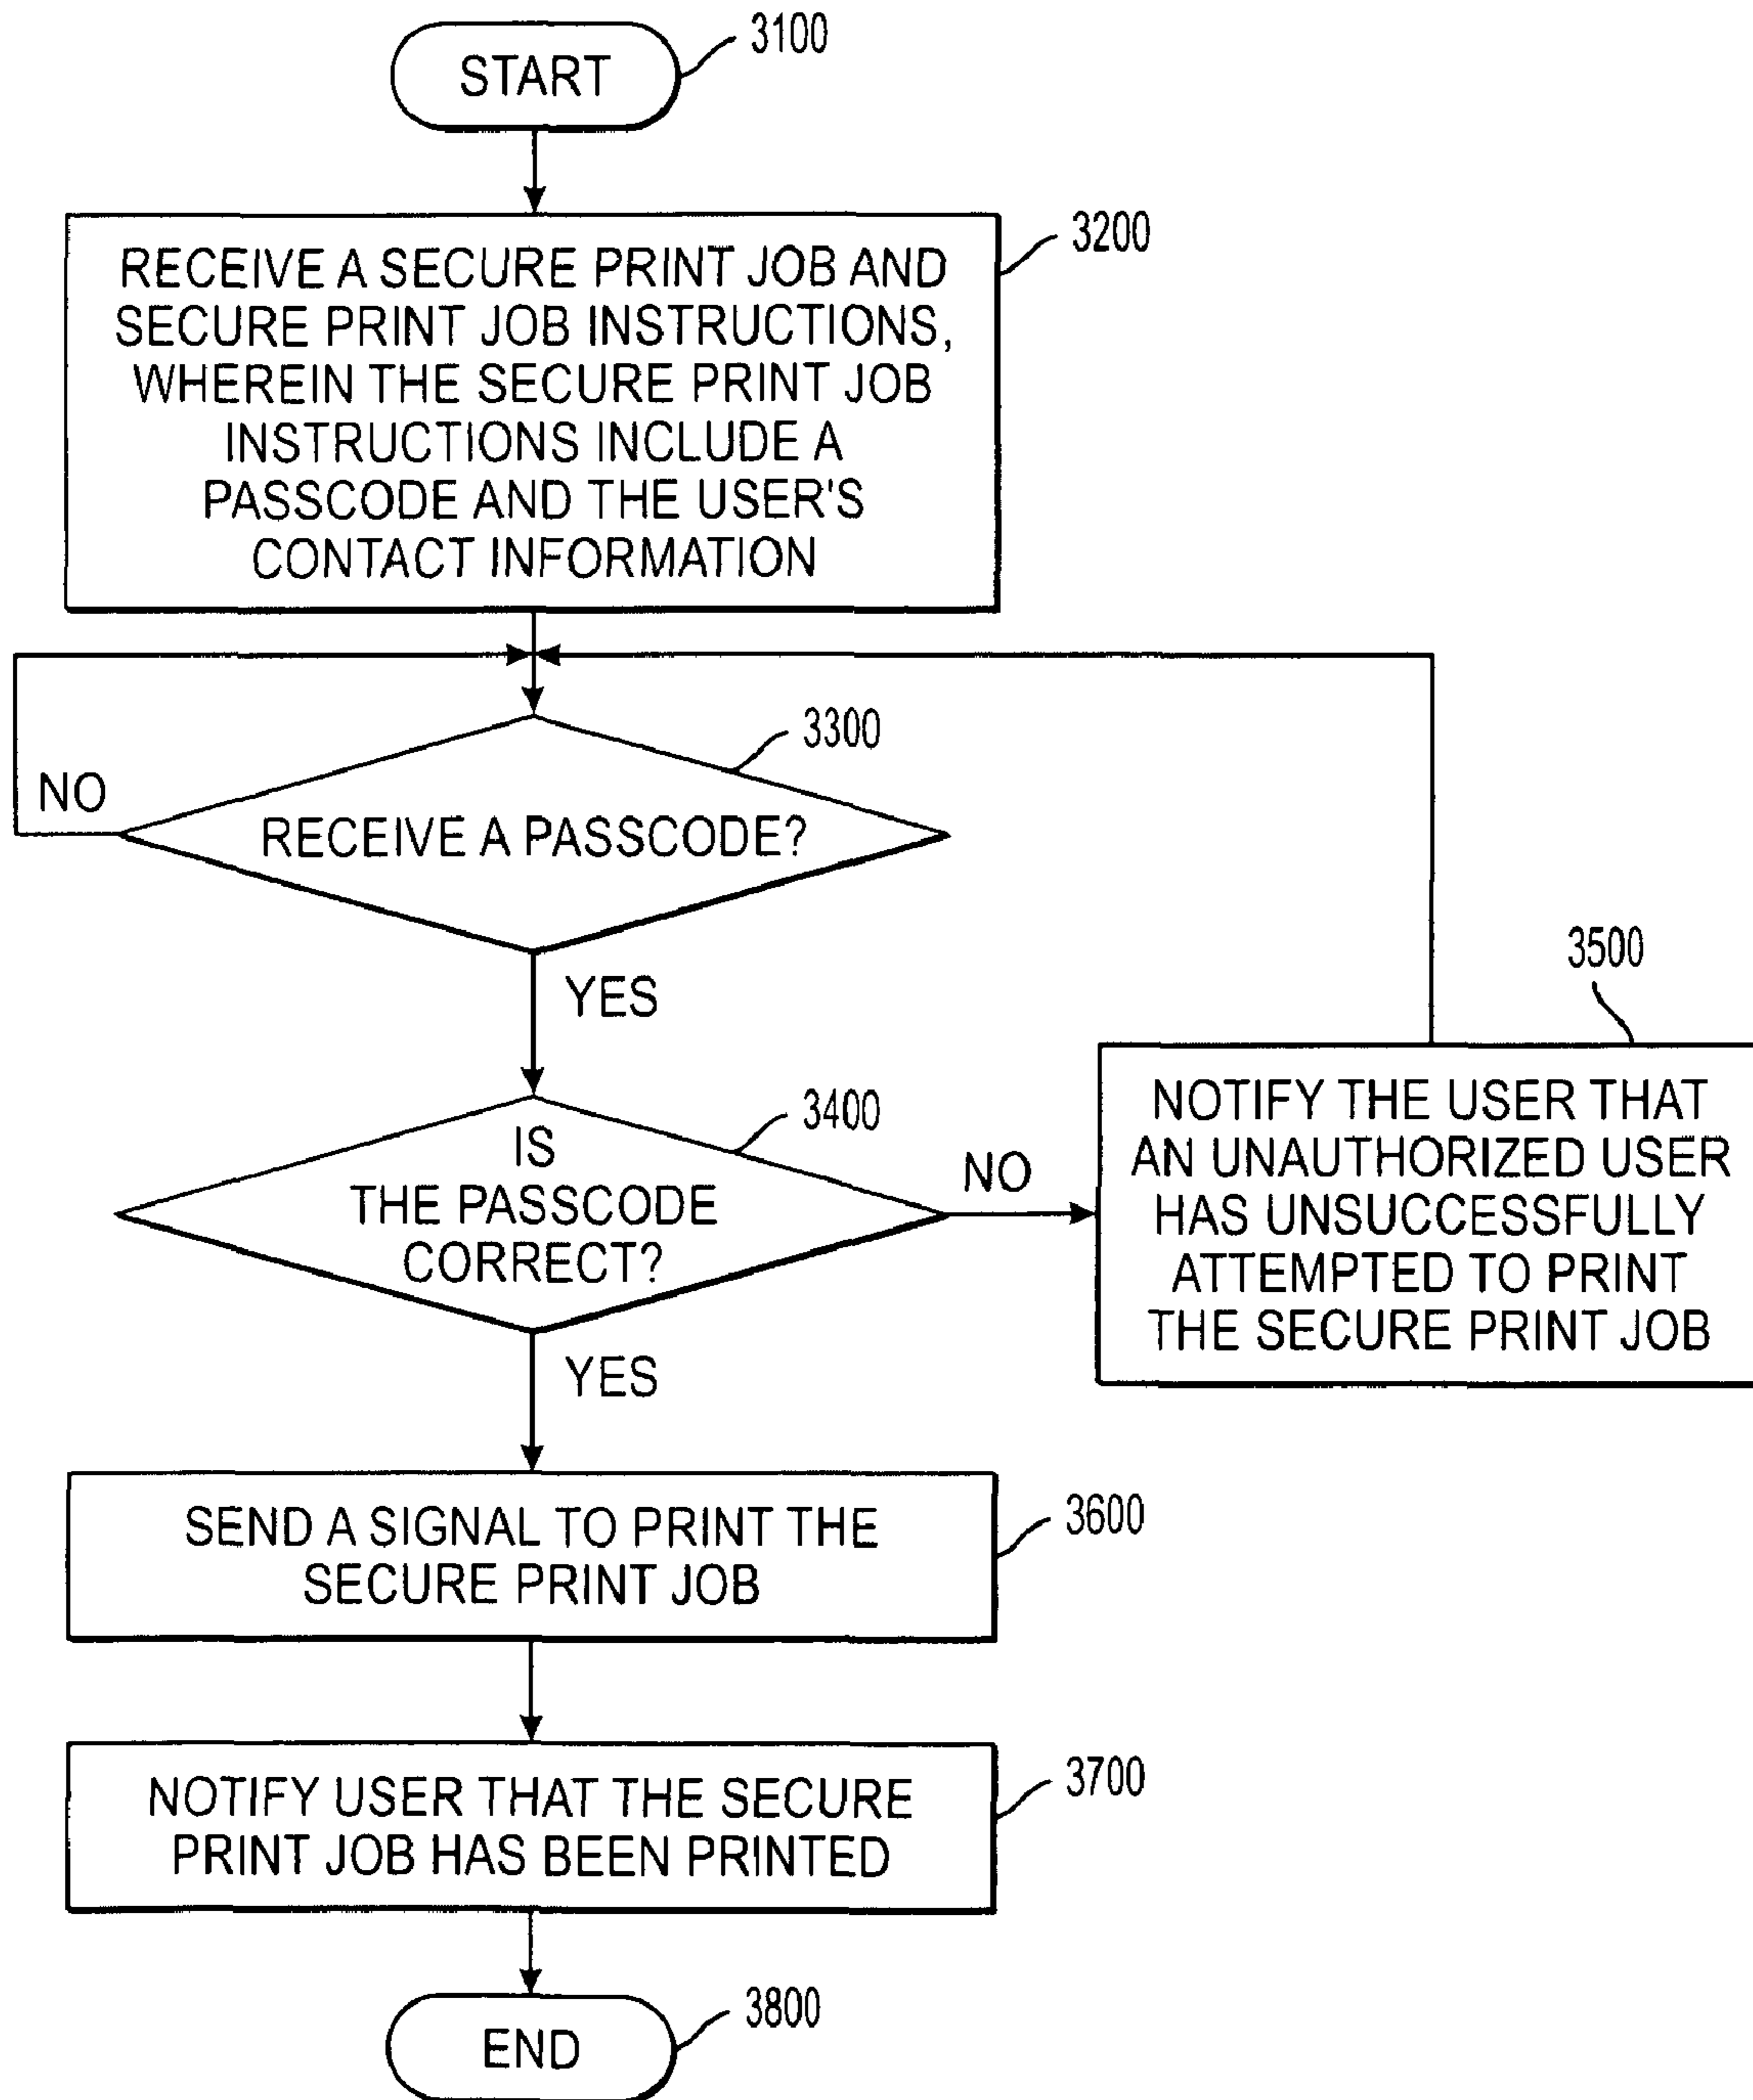 START
3100
RECEIVE A SECURE PRINT JOB AND
SECURE PRINT JOB INSTRUCTIONS,
WHEREIN THE SECURE PRINT JOB
INSTRUCTIONS INCLUDE A
PASSCODE AND THE USER'S
CONTACT INFORMATION
3200
NO
RECEIVE A PASSCODE?
3300
YES
IS
THE PASSCODE
CORRECT?
3400
NO
3500
NOTIFY THE USER THAT
AN UNAUTHORIZED USER
HAS UNSUCCESSFULLY
ATTEMPTED TO PRINT
THE SECURE PRINT JOB
YES
SEND A SIGNAL TO PRINT THE
SECURE PRINT JOB
3600
NOTIFY USER THAT THE SECURE
PRINT JOB HAS BEEN PRINTED
3700
END
3800